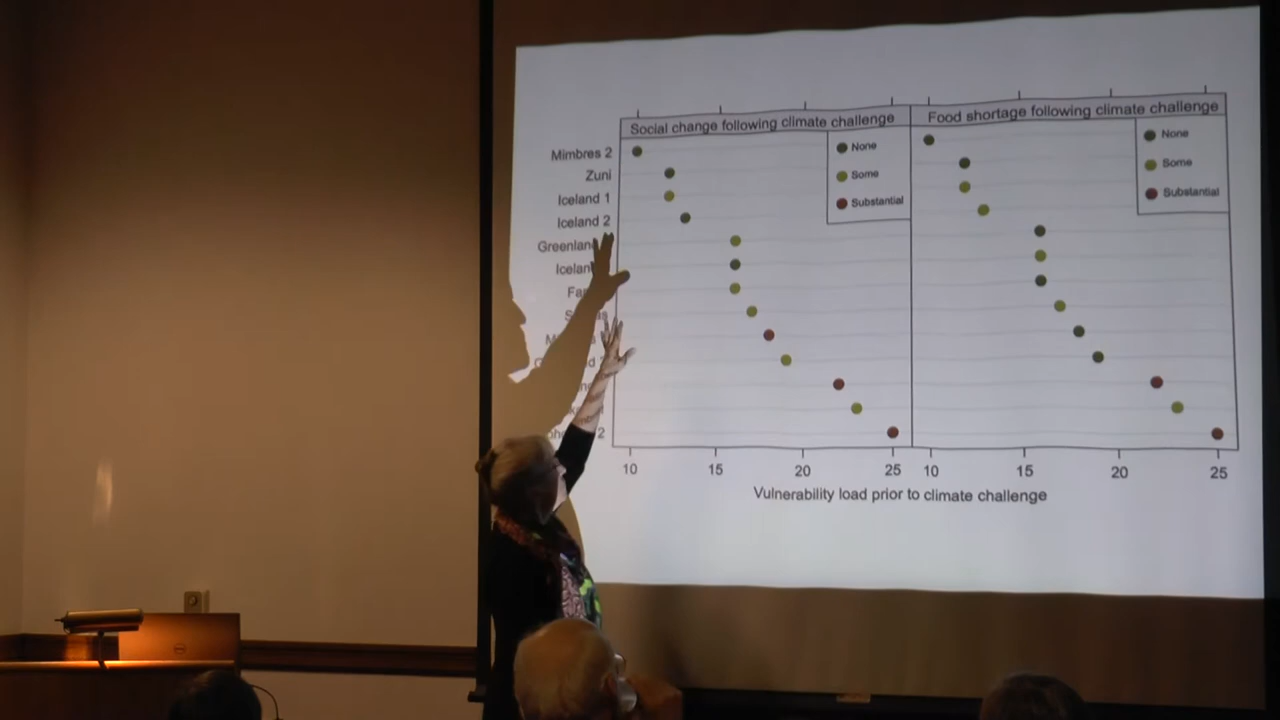 Social change following climate challenge
Food shortage following climate challenge
None
Some
Substantial
None
Some
Substantial
Mimbres 2
Zuni
Iceland 1
Iceland 2
2
10 15 20 25 10 15 20 25
Vulnerability load prior to climate challenge